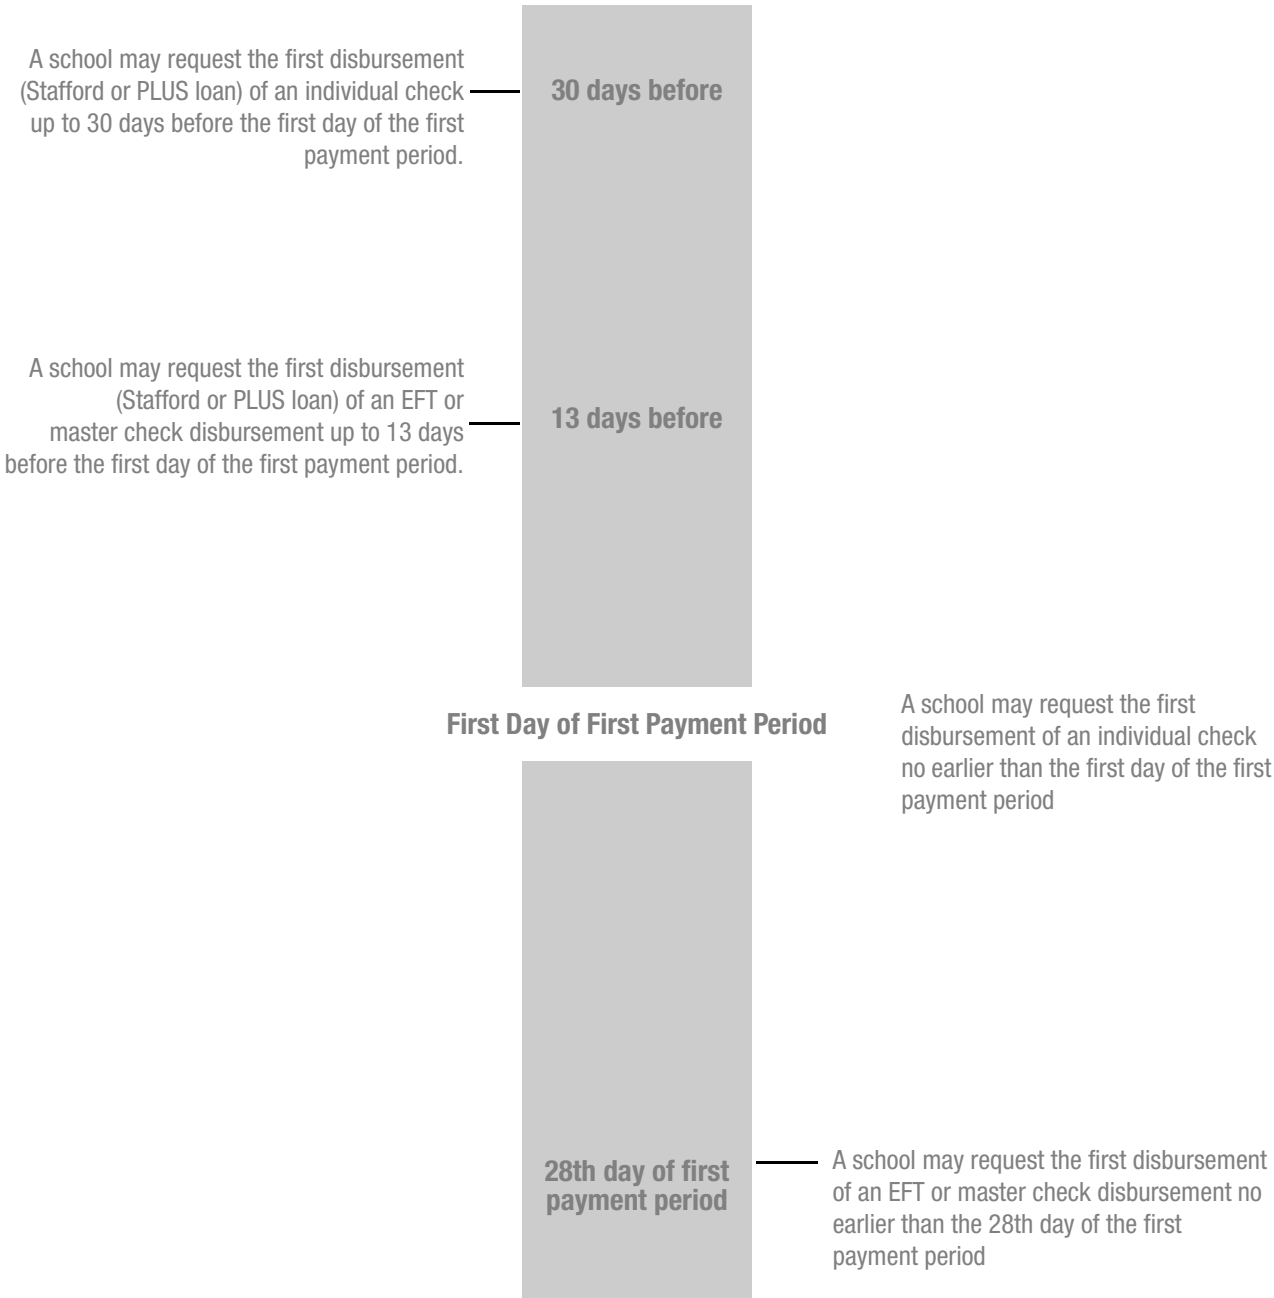 A school may request the first disbursement
(Stafford or PLUS loan) of an individual check
up to 30 days before the first day of the first
payment period.
30 days before
A school may request the first disbursement
(Stafford or PLUS loan) of an EFT or
master check disbursement up to 13 days
before the first day of the first payment period.
13 days before
First Day of First Payment Period
A school may request the first
disbursement of an individual check
no earlier than the first day of the first
payment period
28th day of first
payment period
A school may request the first disbursement
of an EFT or master check disbursement no
earlier than the 28th day of the first
payment period